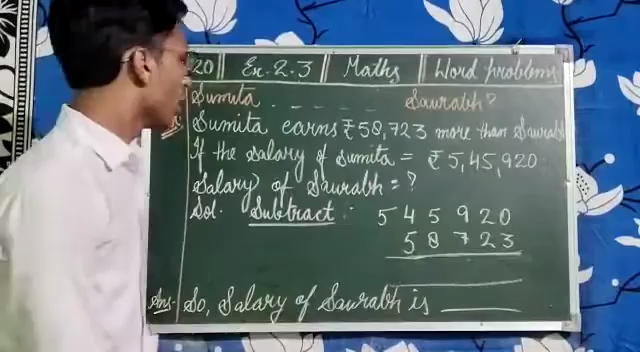 20 | Ex. 2.3 | Maths | Word problems
Sumita - - - - - - Saurabh?
Sumita earns ₹58,723 more than Saurabh
If the salary of sumita = ₹5,45,920
Salary of Saurabh = ?
Sol. Subtract : 5 4 5 9 2 0
5 8 7 2 3
Ans- So, Salary of Saurabh is ______